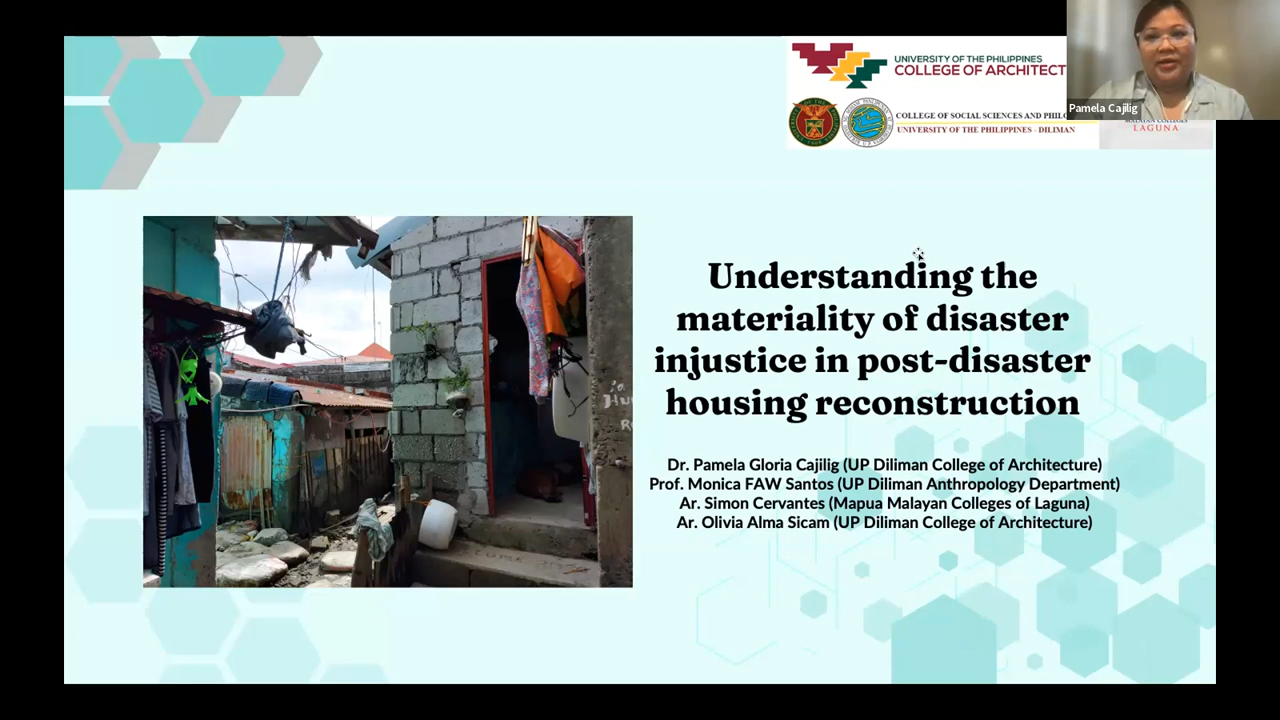 UNIVERSITY OF THE PHILIPPINES
COLLEGE OF ARCHITECT
Pamela Cajilig
COLLEGE OF SOCIAL SCIENCES AND PHILO
UNIVERSITY OF THE PHILIPPINES - DILIMAN
MALAYAN COLLEGES
LAGUNA
Understanding the
materiality of disaster
injustice in post-disaster
housing reconstruction
Dr. Pamela Gloria Cajilig (UP Diliman College of Architecture)
Prof. Monica FAW Santos (UP Diliman Anthropology Department)
Ar. Simon Cervantes (Mapua Malayan Colleges of Laguna)
Ar. Olivia Alma Sicam (UP Diliman College of Architecture)